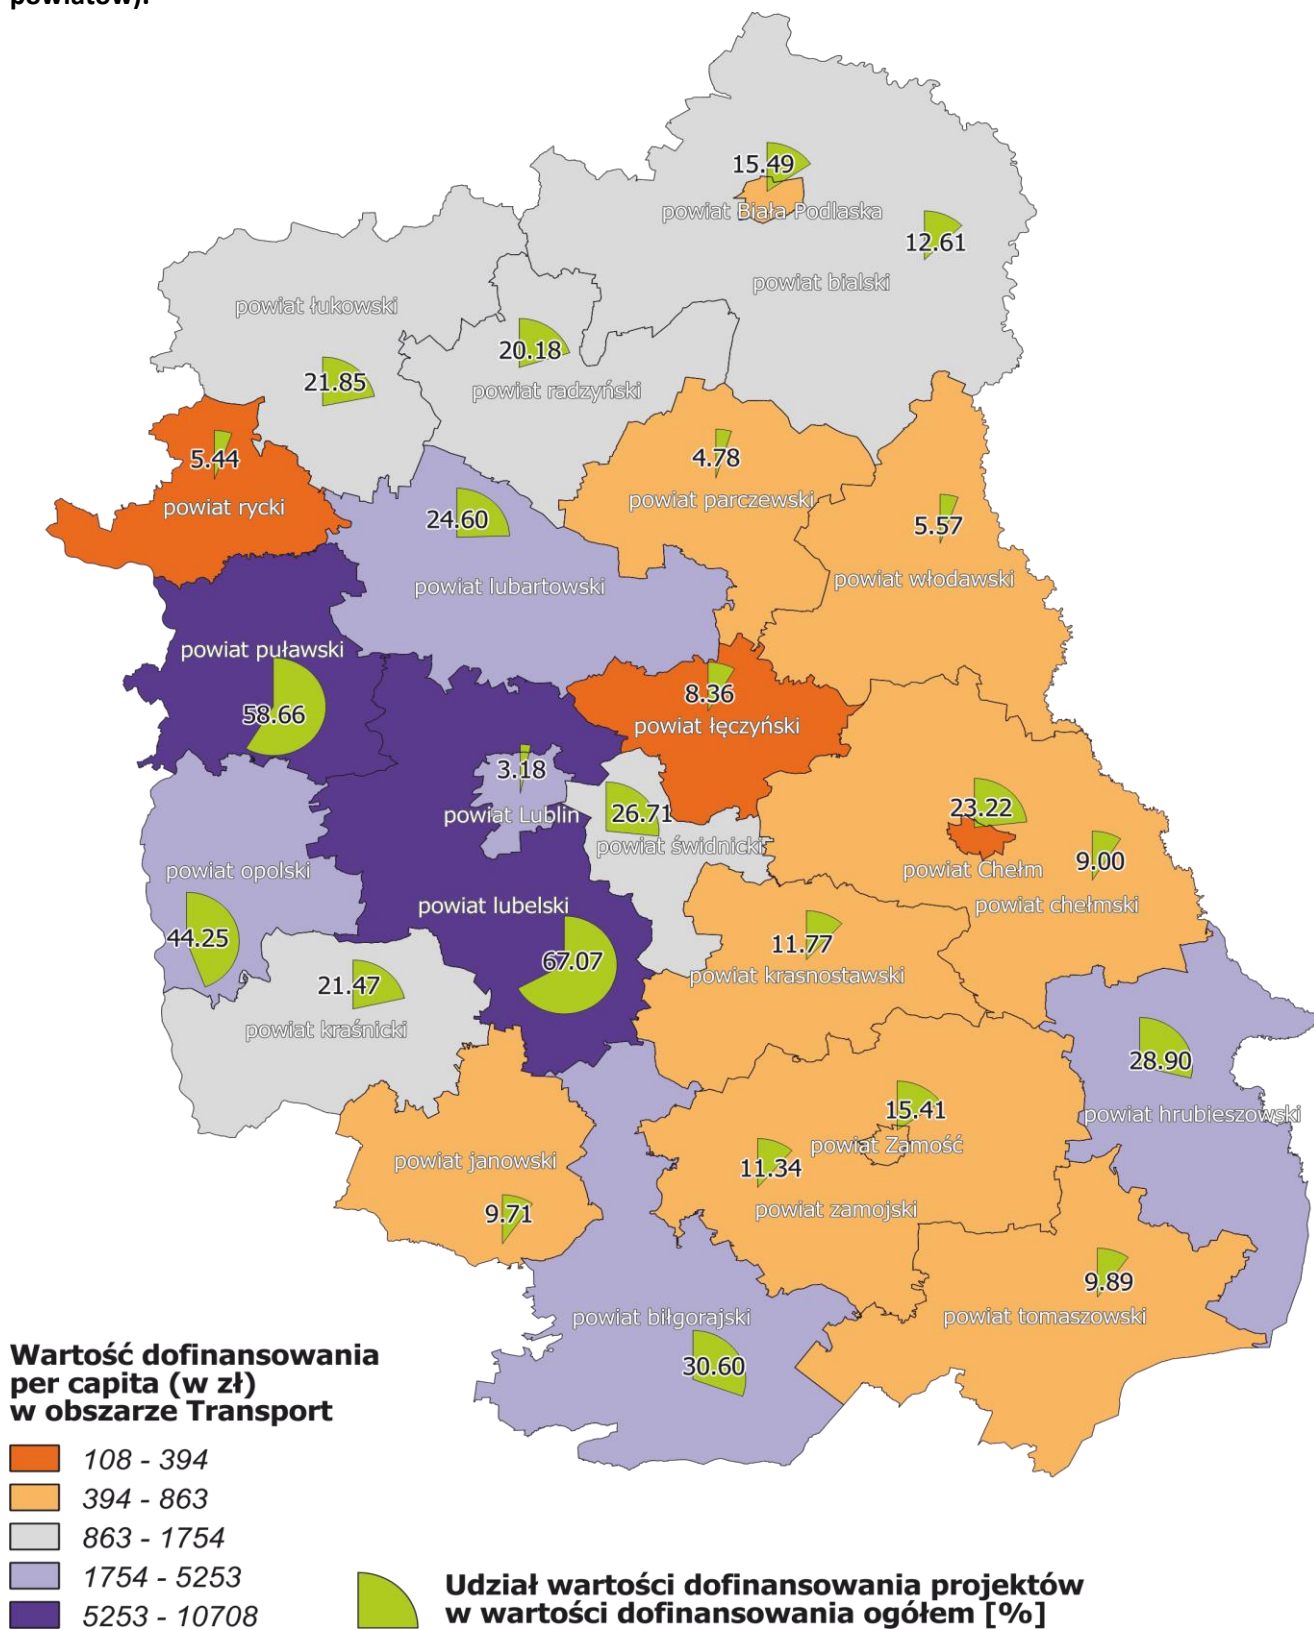 powiatów).
15.49
powiat Biała Podlaska
12.61
powiat bialski
powiat łukowski
20.18
21.85
powiat radzyński
5.44
4.78
powiat rycki
powiat parczewski
24.60
5.57
powiat lubartowski
powiat włodawski
powiat puławski
8.36
58.66
powiat łęczyński
3.18
powiat Lublin
26.71
23.22
powiat świdnicki
9.00
powiat opolski
powiat Chełm
powiat lubelski
powiat chełmski
44.25
11.77
67.07
powiat krasnostawski
21.47
powiat kraśnicki
28.90
15.41
powiat hrubieszowski
powiat Zamość
powiat janowski
11.34
powiat zamojski
9.71
9.89
powiat biłgorajski
powiat tomaszowski
30.60
Wartość dofinansowania
per capita (w zł)
w obszarze Transport
108 - 394
394 - 863
863 - 1754
1754 - 5253
5253 - 10708
Udział wartości dofinansowania projektów
w wartości dofinansowania ogółem [%]